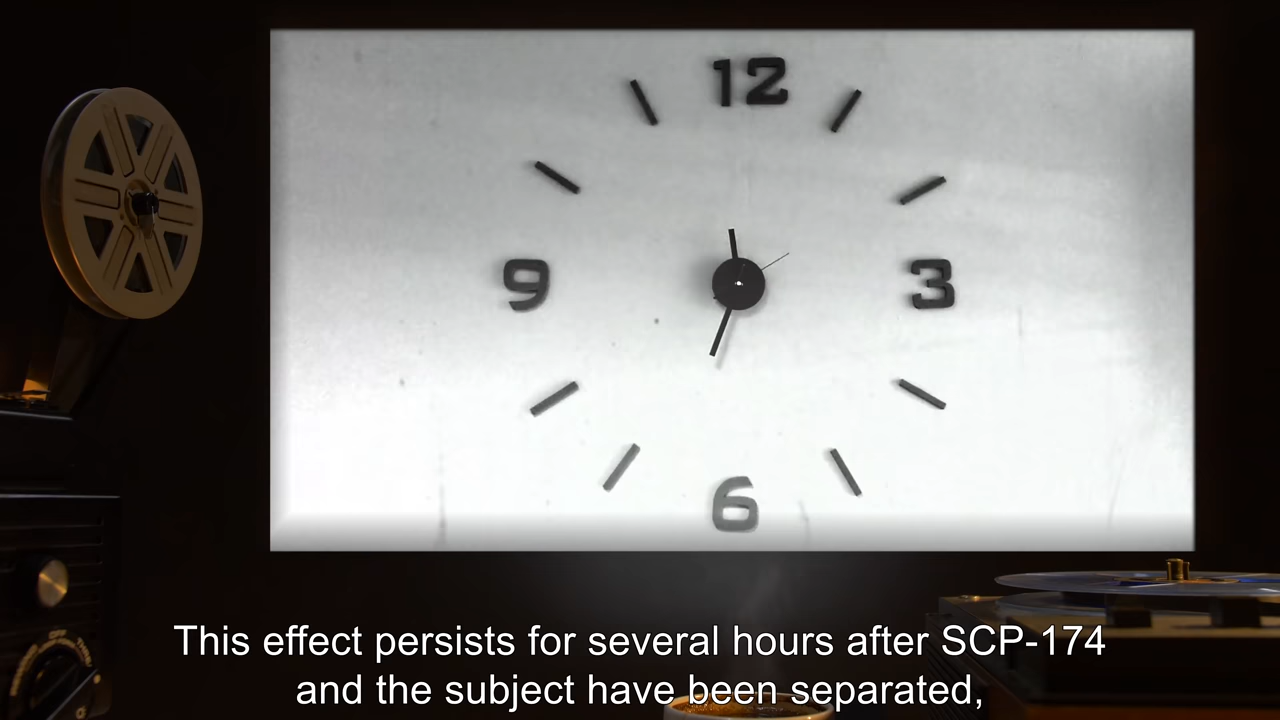 12
9
3
6
This effect persists for several hours after SCP-174
and the subject have been separated,